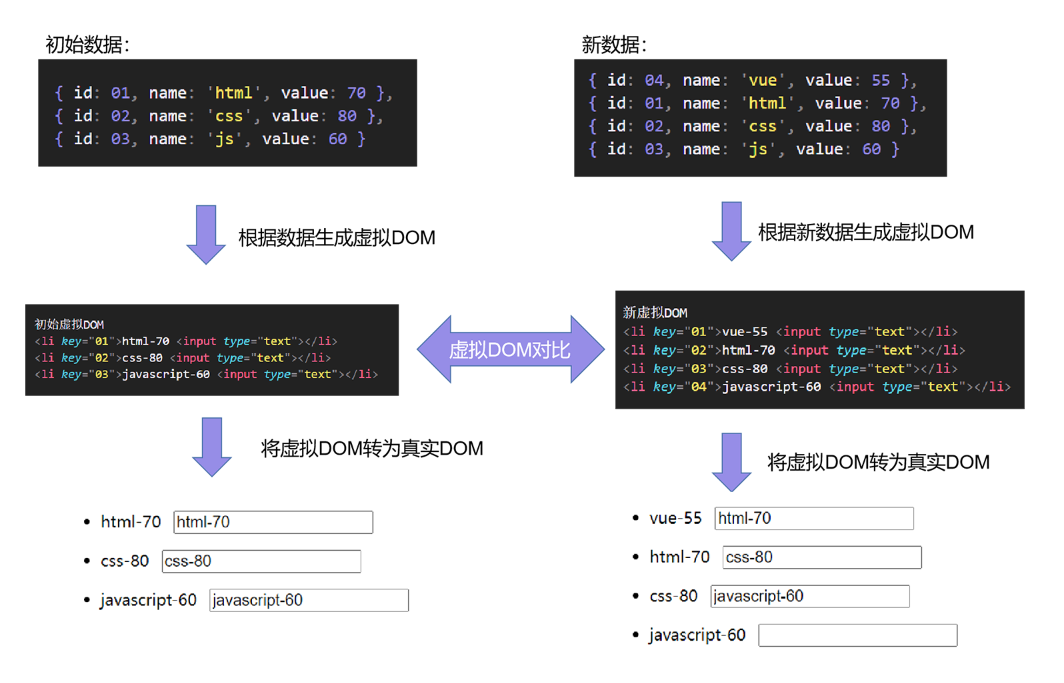 初始数据：
{ id: 01, name: 'html', value: 70 },
{ id: 02, name: 'css', value: 80 },
{ id: 03, name: 'js', value: 60 }
根据数据生成虚拟DOM
初始虚拟DOM
<li key="01">html-70 <input type="text"></li>
<li key="02">css-80 <input type="text"></li>
<li key="03">javascript-60 <input type="text"></li>
将虚拟DOM转为真实DOM
• html-70 html-70
• css-80 css-80
• javascript-60 javascript-60
虚拟DOM对比
新数据：
{ id: 04, name: 'vue', value: 55 },
{ id: 01, name: 'html', value: 70 },
{ id: 02, name: 'css', value: 80 },
{ id: 03, name: 'js', value: 60 }
根据新数据生成虚拟DOM
新虚拟DOM
<li key="01">vue-55 <input type="text"></li>
<li key="02">html-70 <input type="text"></li>
<li key="03">css-80 <input type="text"></li>
<li key="04">javascript-60 <input type="text"></li>
将虚拟DOM转为真实DOM
• vue-55 html-70
• html-70 css-80
• css-80 javascript-60
• javascript-60